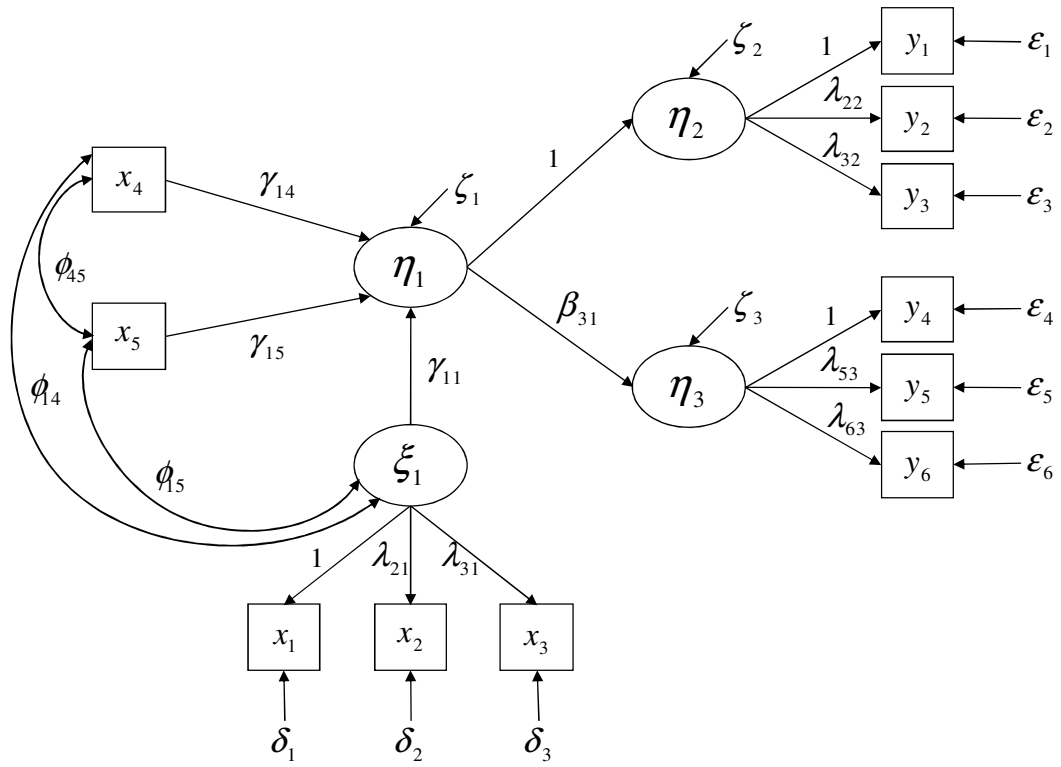 ζ₂
1
y₁
ε₁
η₂
λ₂₂
y₂
ε₂
λ₃₂
y₃
ε₃
1
x₄
γ₁₄
ζ₁
η₁
ϕ₄₅
x₅
γ₁₅
β₃₁
ζ₃
1
y₄
ε₄
η₃
λ₅₃
y₅
ε₅
λ₆₃
y₆
ε₆
γ₁₁
ϕ₁₄
ϕ₁₅
ξ₁
1
λ₂₁
λ₃₁
x₁
x₂
x₃
δ₁
δ₂
δ₃